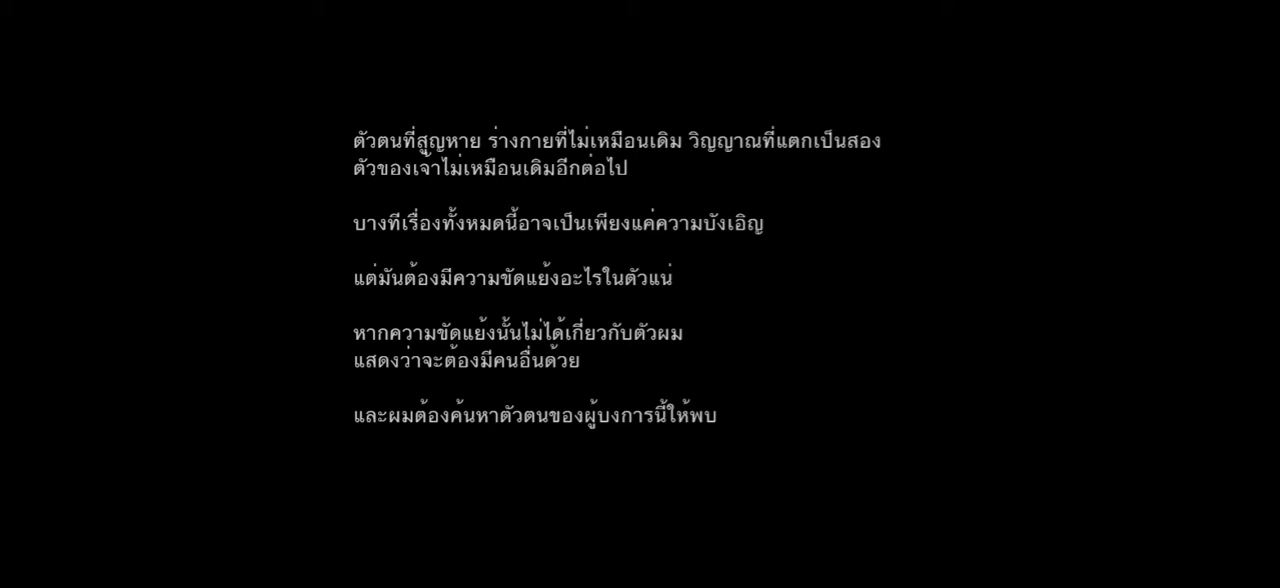 ตัวตนที่สูญหาย ร่างกายที่ไม่เหมือนเดิม วิญญาณที่แตกเป็นสอง
ตัวของเจ้าไม่เหมือนเดิมอีกต่อไป
บางทีเรื่องทั้งหมดนี้อาจเป็นเพียงแค่ความบังเอิญ
แต่มันต้องมีความขัดแย้งอะไรในตัวแน่
หากความขัดแย้งนั้นไม่ได้เกี่ยวกับตัวผม
แสดงว่าจะต้องมีคนอื่นด้วย
และผมต้องค้นหาตัวตนของผู้บงการนี้ให้พบ